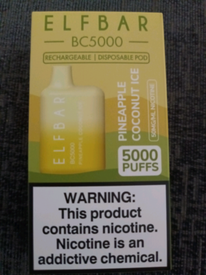 ELFBAR
BC5000
RECHARGEABLE | DISPOSABLE POD
ELFBAR
BC5000
PINEAPPLE
COCONUT ICE
5000
PUFFS
WARNING:
This product
contains nicotine.
Nicotine is an
addictive chemical.